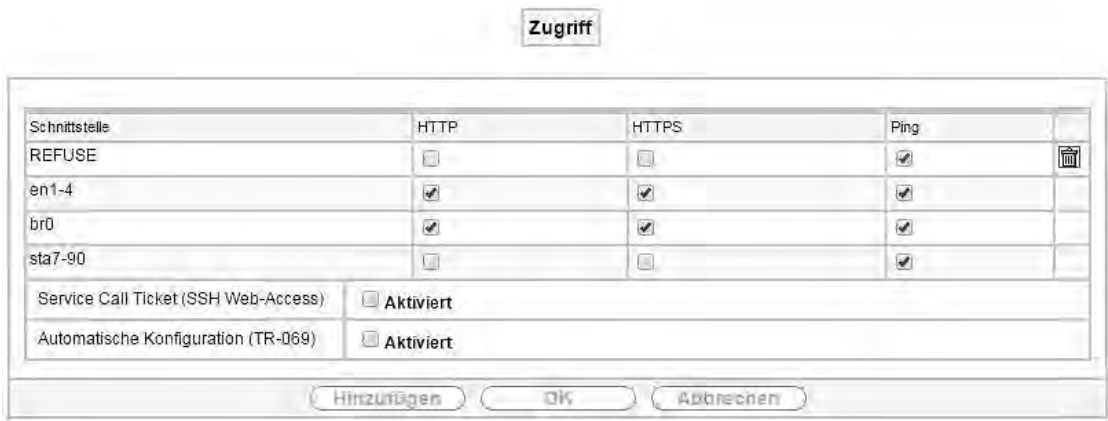 Zugriff
Schnittstelle HTTP HTTPS Ping
REFUSE
en1-4
br0
sta7-90
Service Call Ticket (SSH Web-Access) Aktiviert
Automatische Konfiguration (TR-069) Aktiviert
Hinzufügen OK Abbrechen